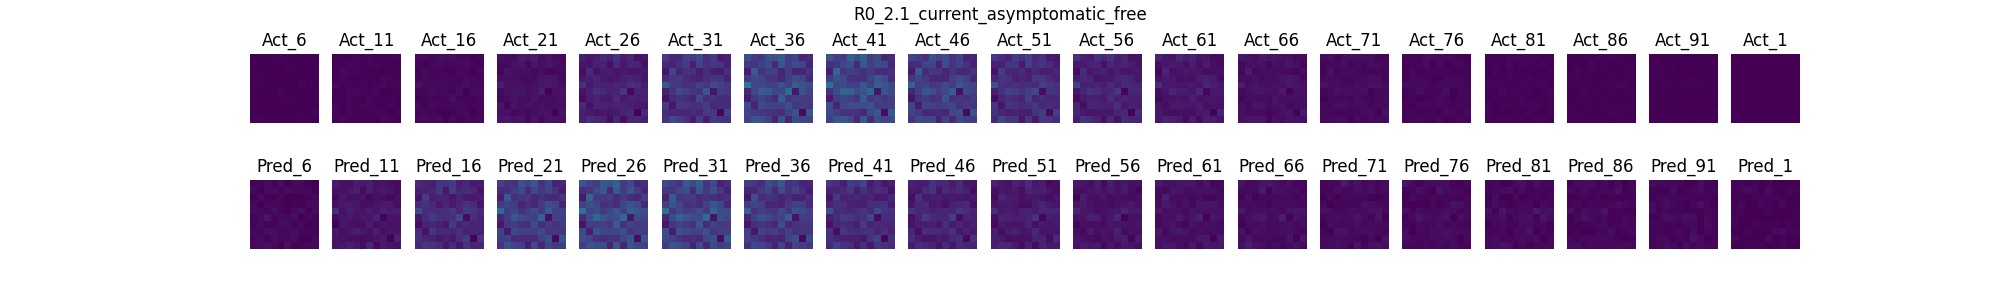 R0_2.1_current_asymptomatic_free
Act_6 Act_11 Act_16 Act_21 Act_26 Act_31 Act_36 Act_41 Act_46 Act_51 Act_56 Act_61 Act_66 Act_71 Act_76 Act_81 Act_86 Act_91 Act_1
Pred_6 Pred_11 Pred_16 Pred_21 Pred_26 Pred_31 Pred_36 Pred_41 Pred_46 Pred_51 Pred_56 Pred_61 Pred_66 Pred_71 Pred_76 Pred_81 Pred_86 Pred_91 Pred_1